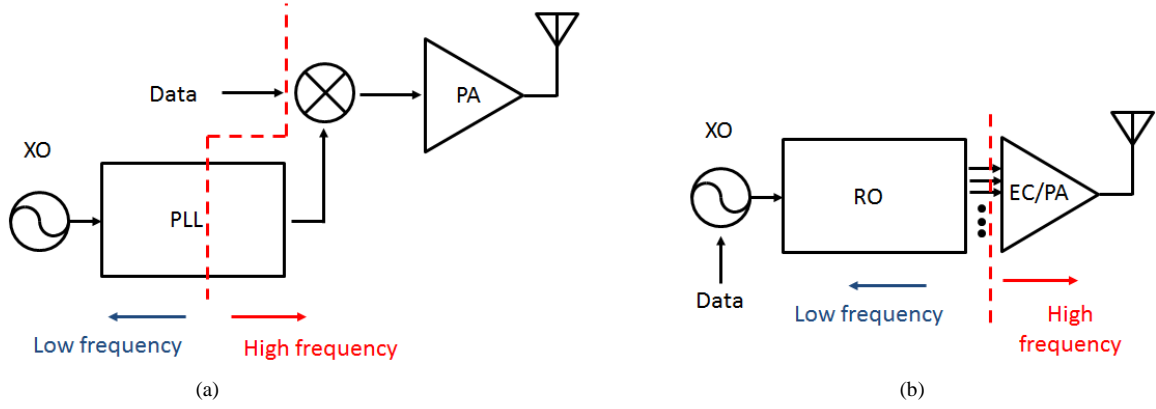 Data
PA
XO
PLL
Low frequency
High frequency
(a)
XO
RO
EC/PA
Data
Low frequency
High
frequency
(b)